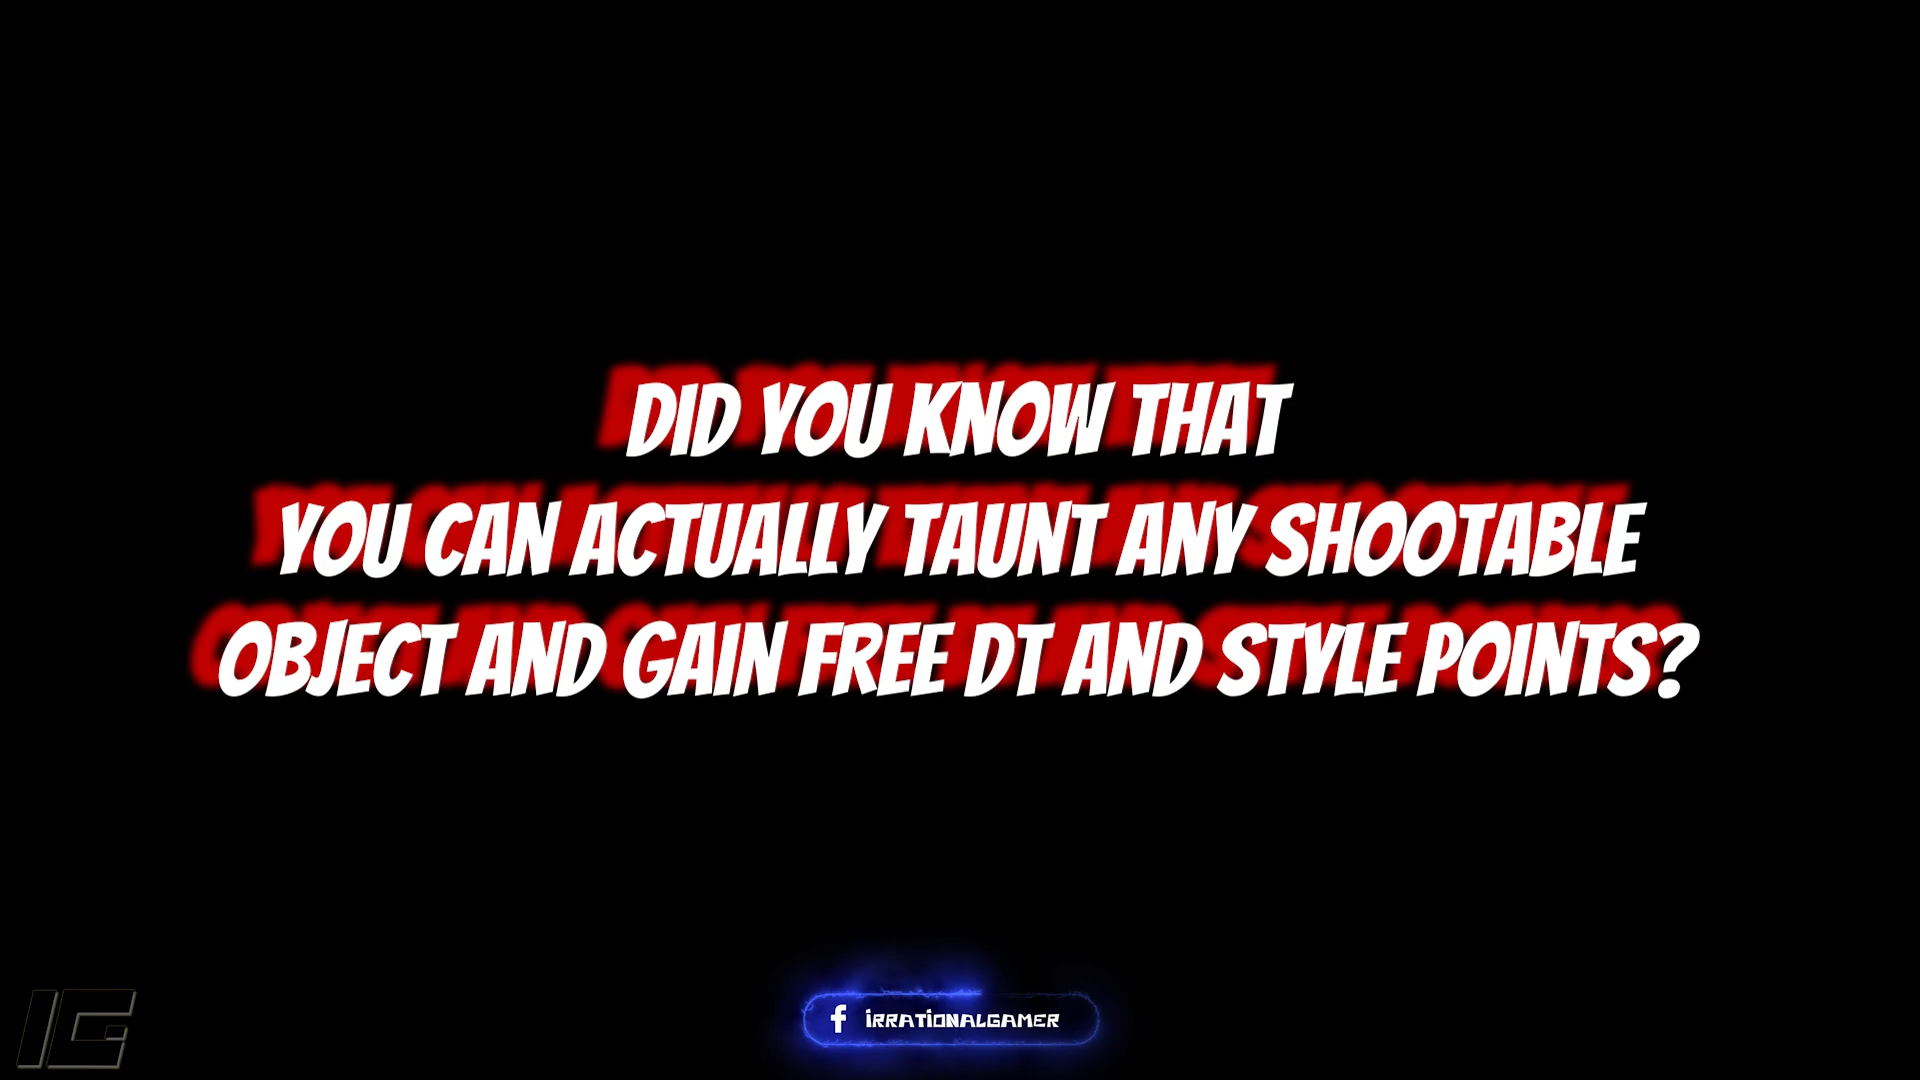 DID YOU KNOW THAT
YOU CAN ACTUALLY TAUNT ANY SHOOTABLE
OBJECT AND GAIN FREE DT AND STYLE POINTS?
IRRATIONALGAMER
IG